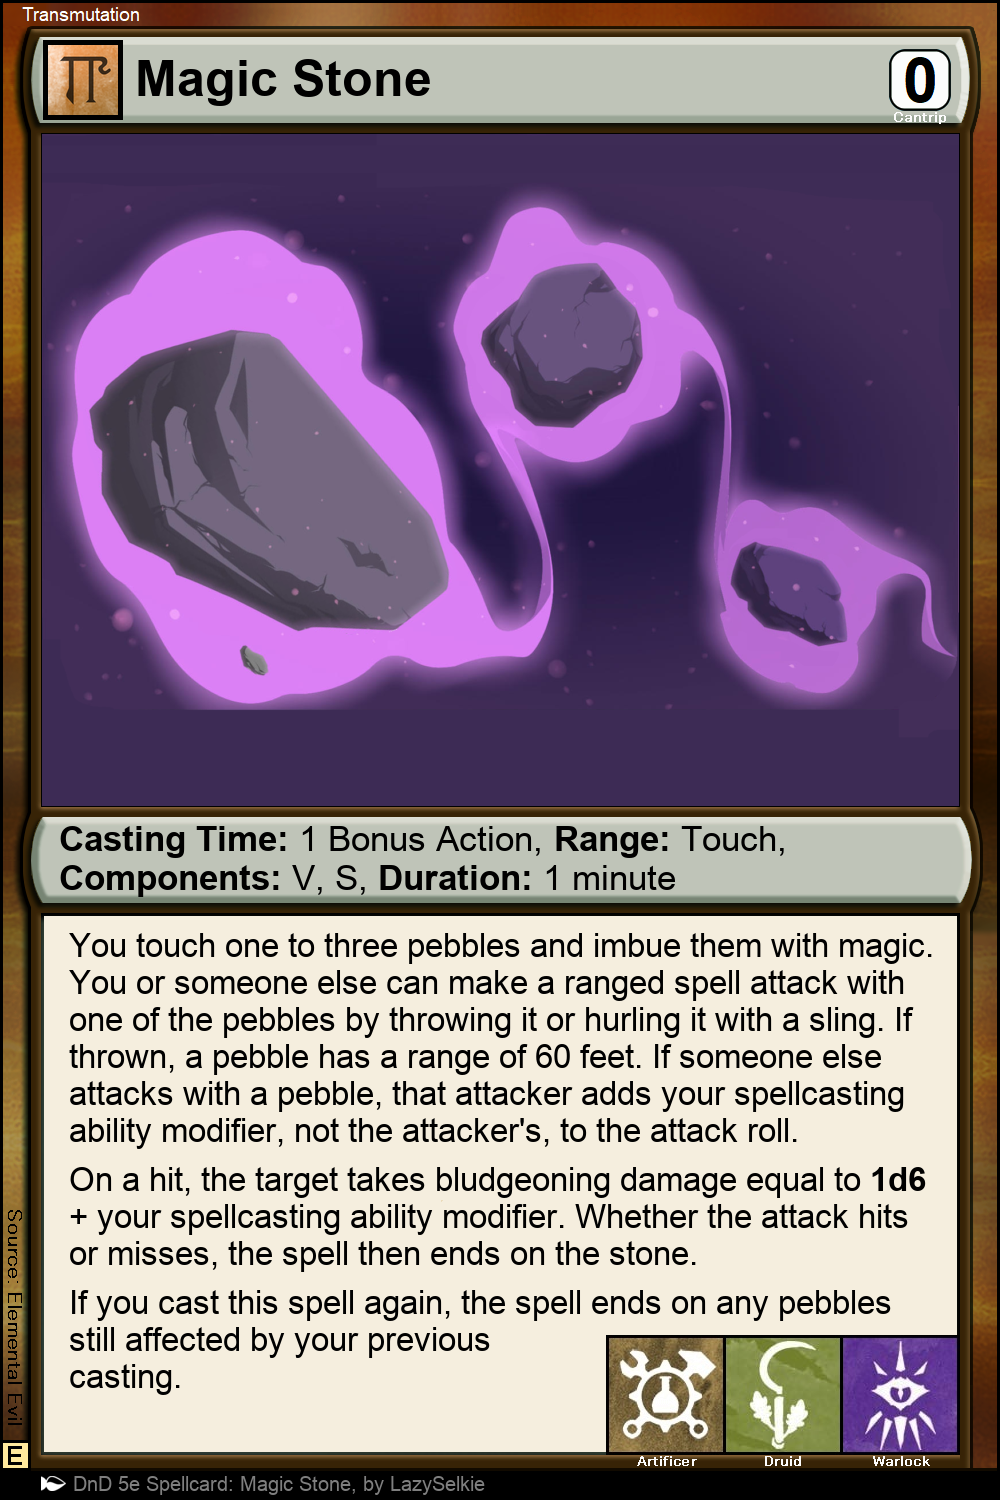 Transmutation
Magic Stone
0
Cantrip
Casting Time: 1 Bonus Action, Range: Touch,
Components: V, S, Duration: 1 minute
You touch one to three pebbles and imbue them with magic.
You or someone else can make a ranged spell attack with
one of the pebbles by throwing it or hurling it with a sling. If
thrown, a pebble has a range of 60 feet. If someone else
attacks with a pebble, that attacker adds your spellcasting
ability modifier, not the attacker's, to the attack roll.
On a hit, the target takes bludgeoning damage equal to 1d6
+ your spellcasting ability modifier. Whether the attack hits
or misses, the spell then ends on the stone.
If you cast this spell again, the spell ends on any pebbles
still affected by your previous
casting.
Artificer
Druid
Warlock
Source: Elemental Evil
E
DnD 5e Spellcard: Magic Stone, by LazySelkie